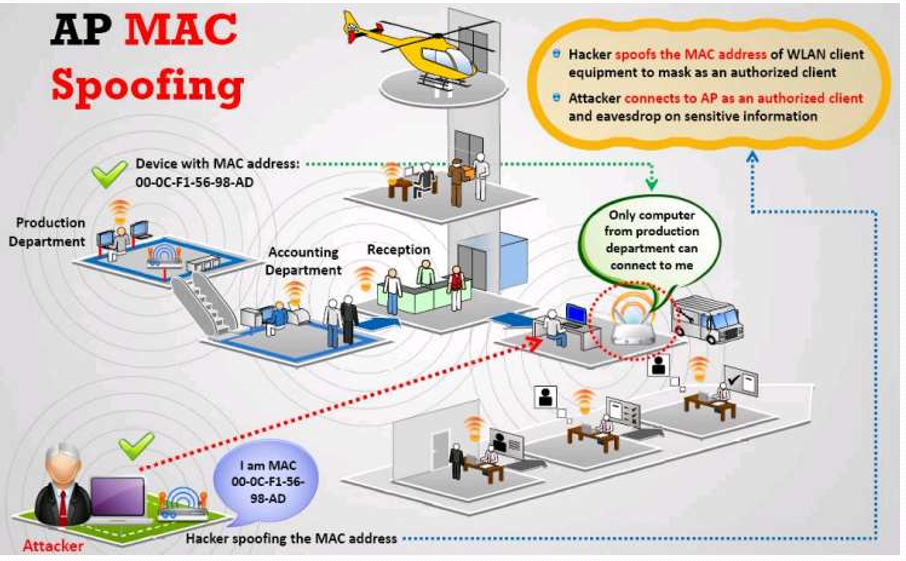 AP MAC
Spoofing
Hacker spoofs the MAC address of WLAN client
equipment to mask as an authorized client
Attacker connects to AP as an authorized client
and eavesdrop on sensitive information
Device with MAC address:
00-0C-F1-56-98-AD
Production
Department
Accounting
Department
Reception
Only computer
from production
department can
connect to me
I am MAC
00-0C-F1-56-
98-AD
Attacker
Hacker spoofing the MAC address